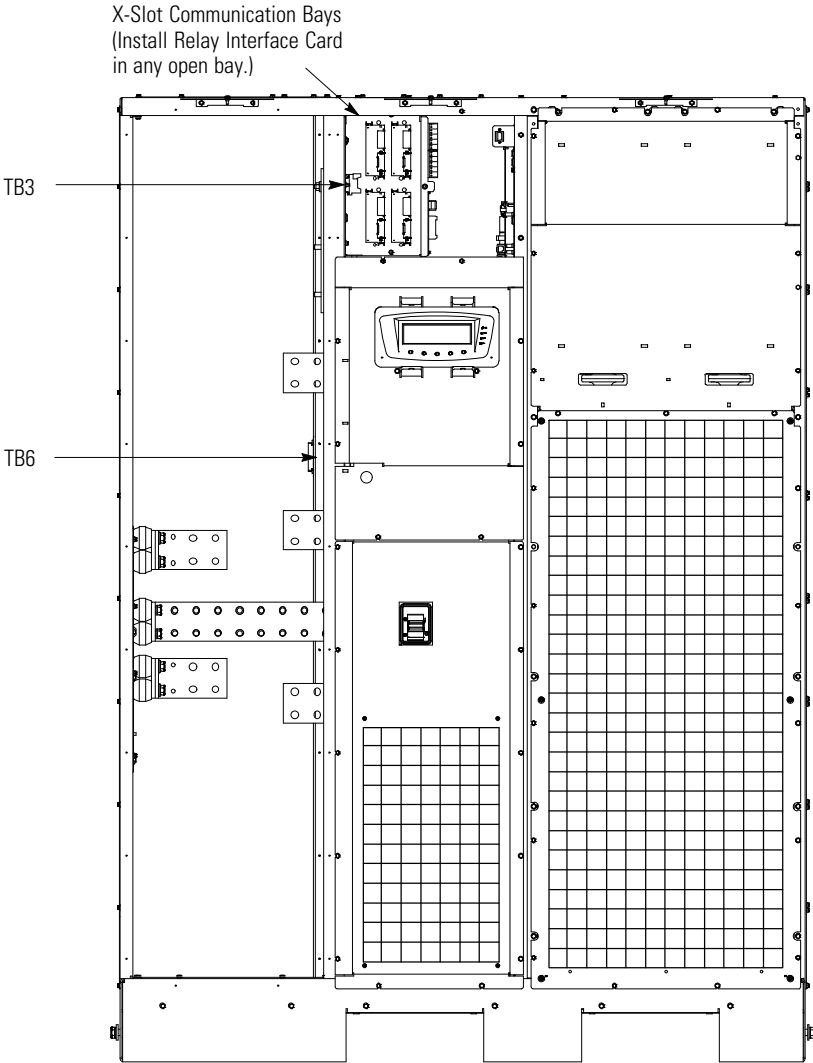 X-Slot Communication Bays
(Install Relay Interface Card
in any open bay.)
TB3
TB6